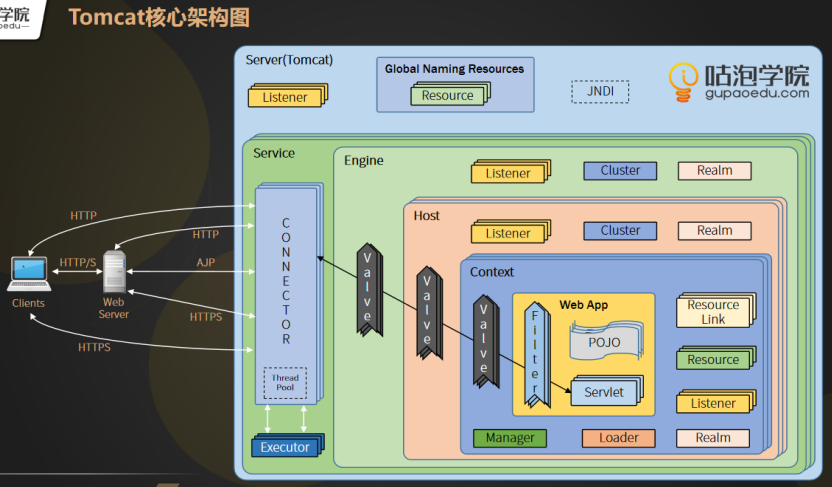 学院
oedu—
Tomcat核心架构图
Server(Tomcat)
Listener
Global Naming Resources
Resource
JNDI
咕泡学院
gupaoedu.com
Service
Engine
Listener
Cluster
Realm
Host
Listener
Cluster
Realm
Context
CONNECTOR
Thread
Pool
Executor
Valve
Valve
Valve
Web App
Filter
POJO
Servlet
Resource
Link
Resource
Listener
Manager
Loader
Realm
HTTP
HTTP
HTTP/S
AJP
HTTPS
HTTPS
Clients
Web
Server